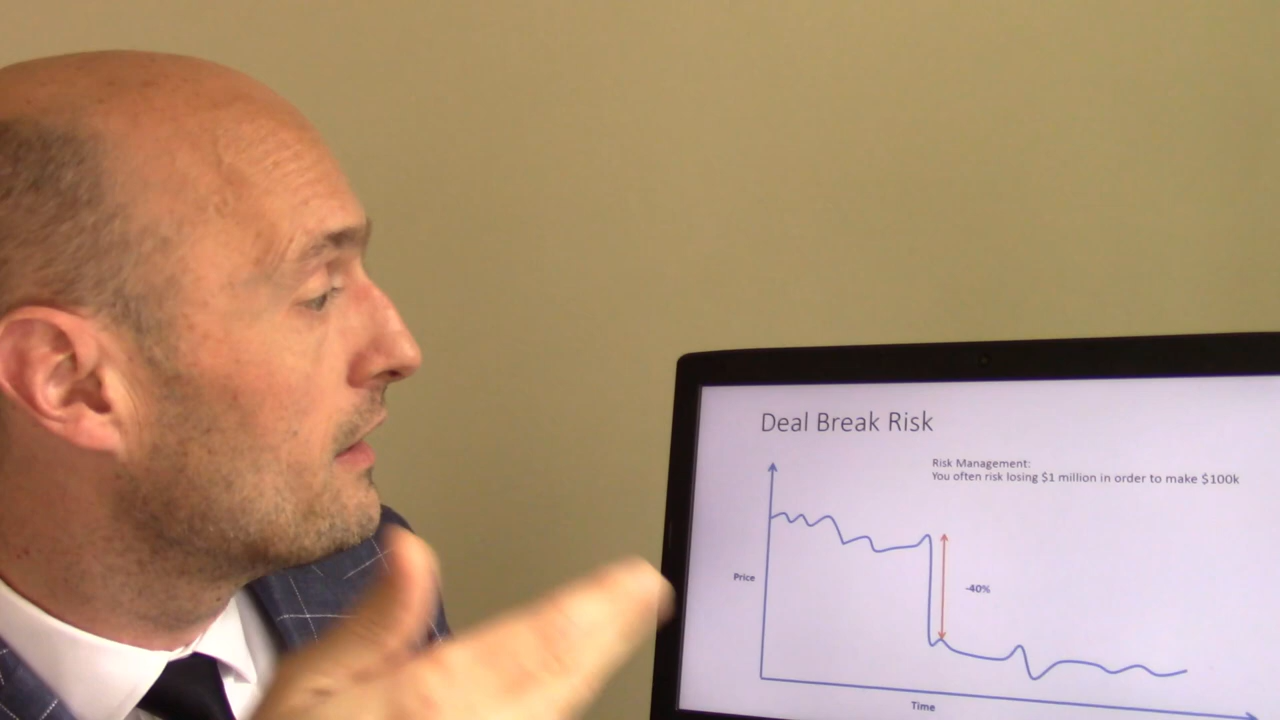 Deal Break Risk
Risk Management:
You often risk losing $1 million in order to make $100k
Price
-40%
Time